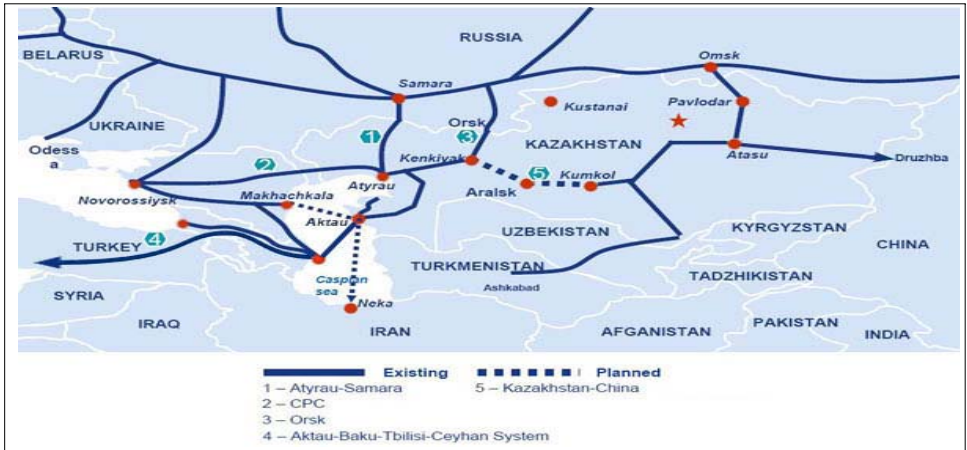 RUSSIA
BELARUS
Omsk
Samara
Kustanai
Pavlodar
UKRAINE
1
Orsk
3
KAZAKHSTAN
Odess
a
2
Kenkiyak
Atasu
Druzhba
5
Atyrau
Kumkol
Makhachkala
Aralsk
Novorossiysk
Aktau
UZBEKISTAN
KYRGYZSTAN
4
TURKEY
CHINA
TURKMENISTAN
TADZHIKISTAN
Caspian
sea
Ashkabad
SYRIA
Neka
IRAQ
IRAN
AFGANISTAN
PAKISTAN
INDIA
Existing Planned
1 – Atyrau-Samara 5 – Kazakhstan-China
2 – CPC
3 – Orsk
4 – Aktau-Baku-Tbilisi-Ceyhan System